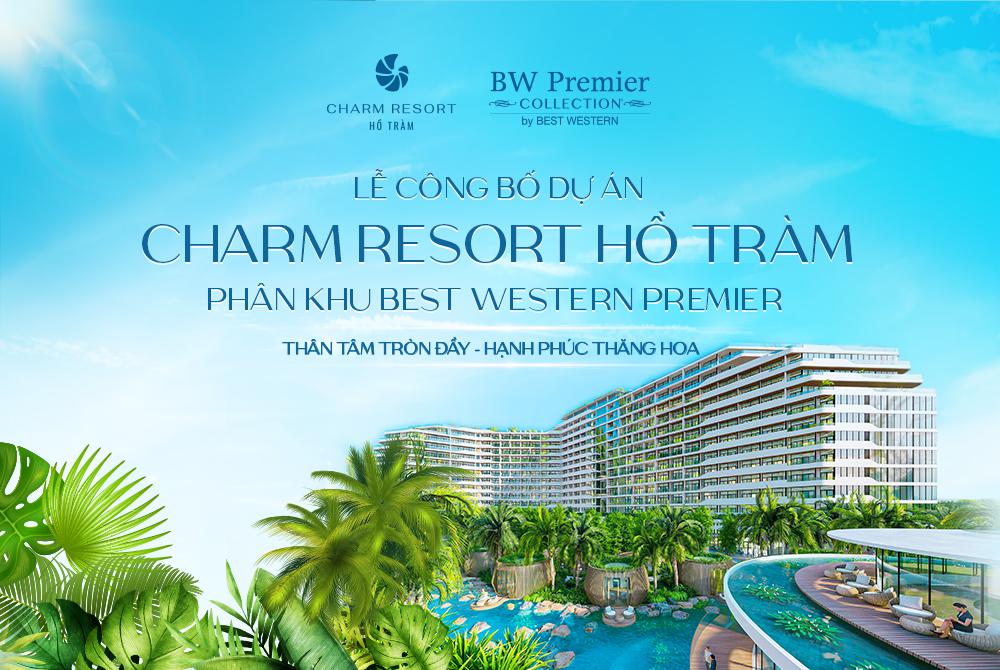 CHARM RESORT
HỒ TRÀM
BW Premier
COLLECTION®
by BEST WESTERN
LỄ CÔNG BỐ DỰ ÁN
CHARM RESORT HỒ TRÀM
PHÂN KHU BEST WESTERN PREMIER
THÂN TÂM TRÒN ĐẦY - HẠNH PHÚC THĂNG HOA